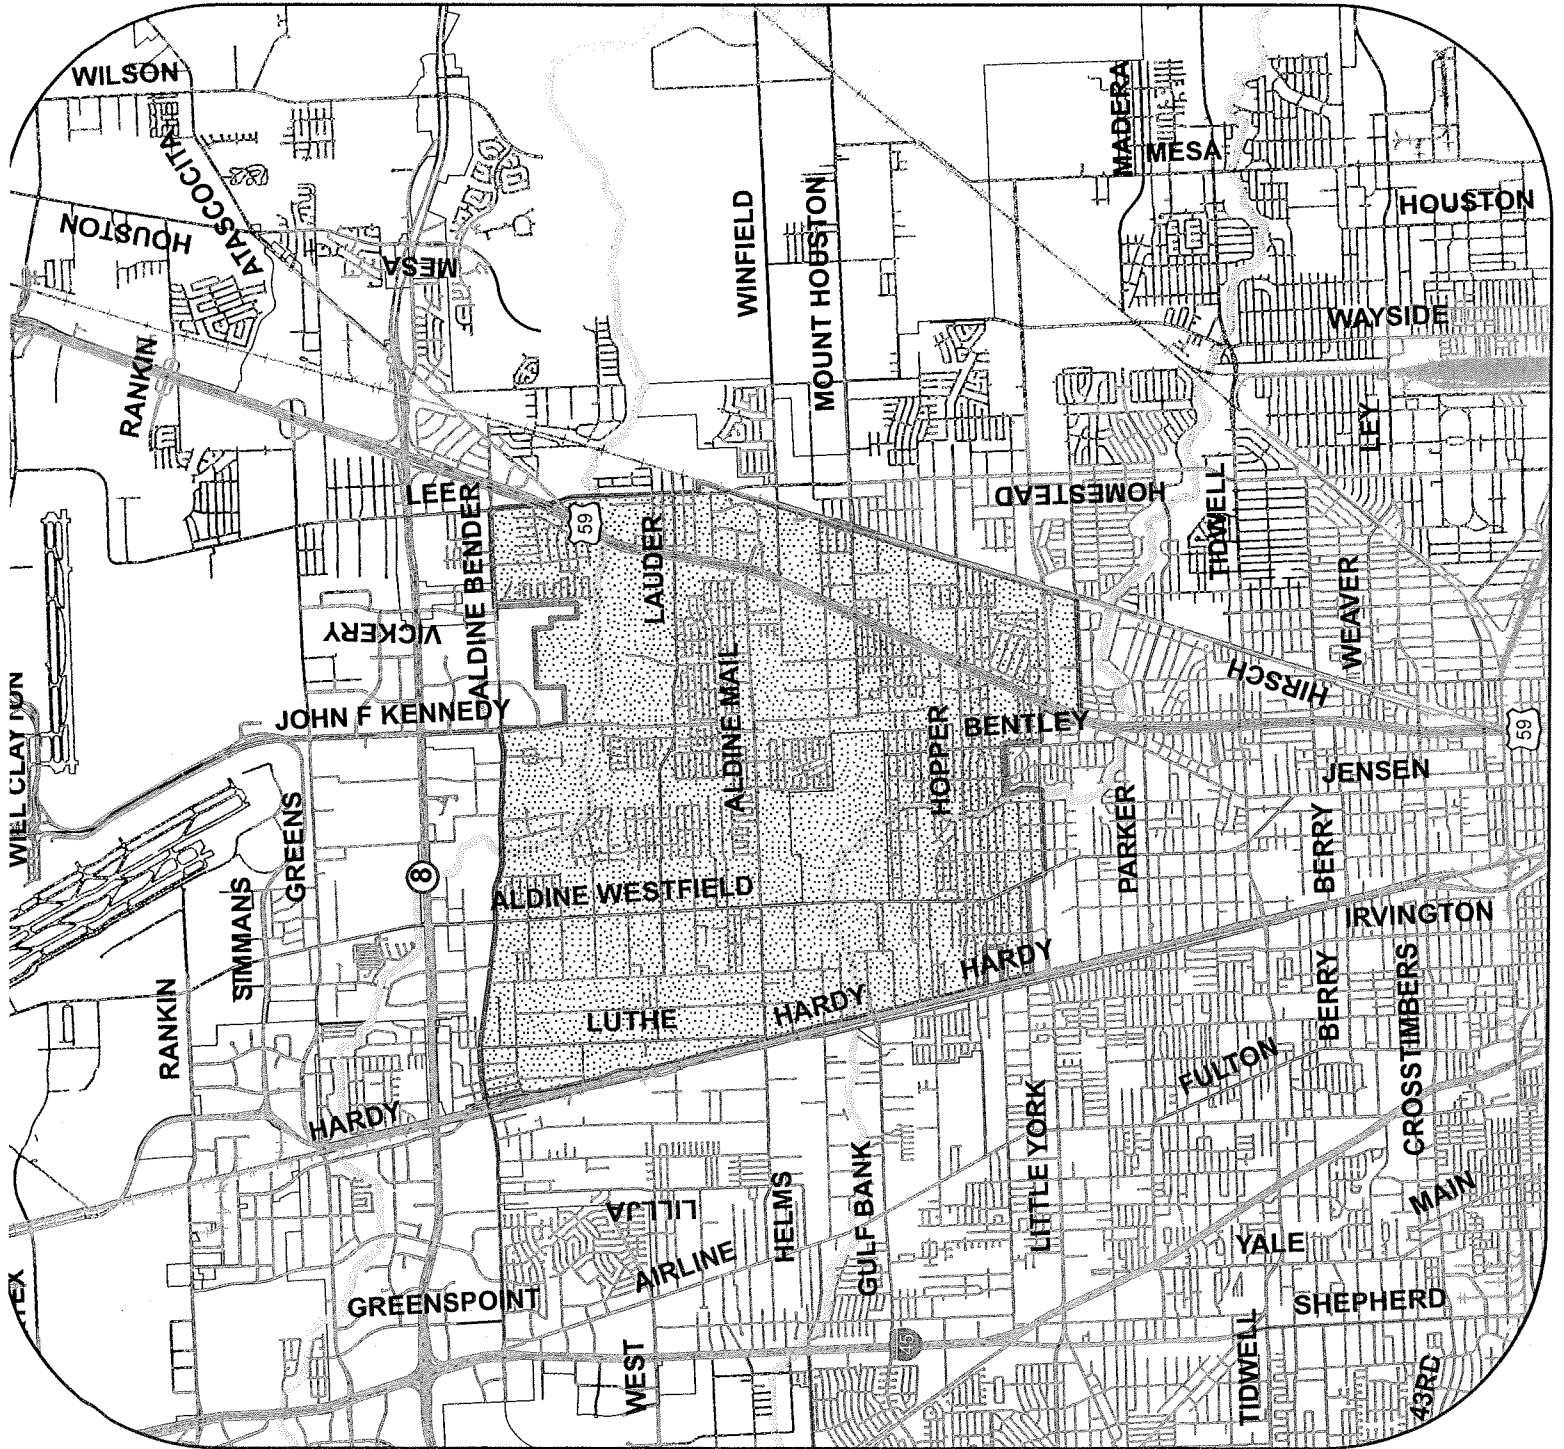 WILSON
MADERA
MESA
ATASCOCITA
HOUSTON
HOUSTON
MESA
WINFIELD
MOUNT HOUSTON
WAYSIDE
RANKIN
LEY
LEE
HOMESTEAD
TIDWELL
59
ALDINE BENDER
LAUDER
VICKERY
WEAVER
ALDINE MAIL
HIRSCH
JOHN F KENNEDY
BENTLEY
HOPPER
59
WILL CLAYTON
JENSEN
GREENS
PARKER
BERRY
8
ALDINE WESTFIELD
SIMMANS
IRVINGTON
HARDY
HARDY
LUTHE
RANKIN
BERRY
CROSSTIMBERS
FULTON
HARDY
LITTLE YORK
GULF BANK
HELMS
LILLJA
MAIN
AIRLINE
YALE
GREENSPOINT
SHEPHERD
45
WEST
TIDWELL
43RD